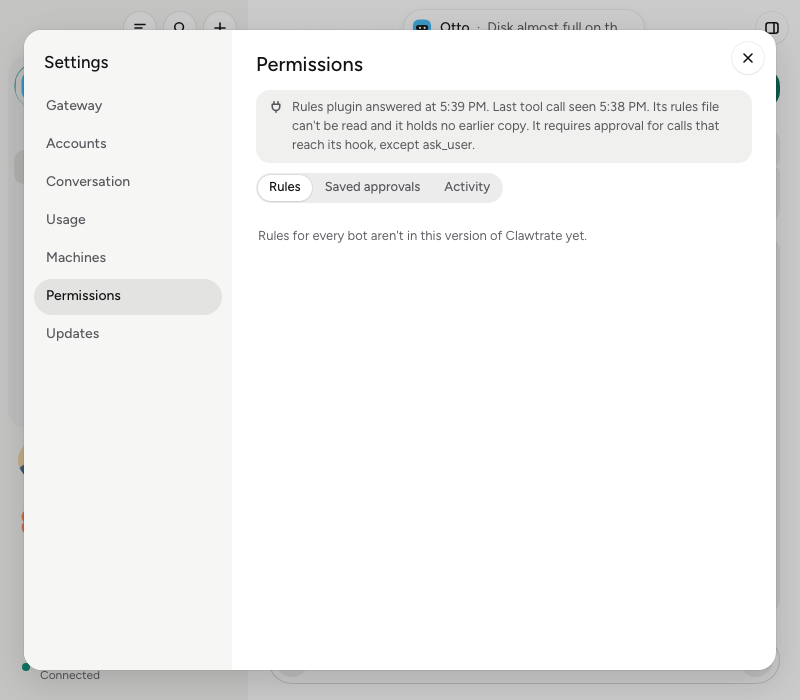 Otto · Disk almost full on th
Settings
Gateway
Accounts
Conversation
Usage
Machines
Permissions
Updates
Permissions
Rules plugin answered at 5:39 PM. Last tool call seen 5:38 PM. Its rules file
can't be read and it holds no earlier copy. It requires approval for calls that
reach its hook, except ask_user.
Rules
Saved approvals
Activity
Rules for every bot aren't in this version of Clawtrate yet.
Connected